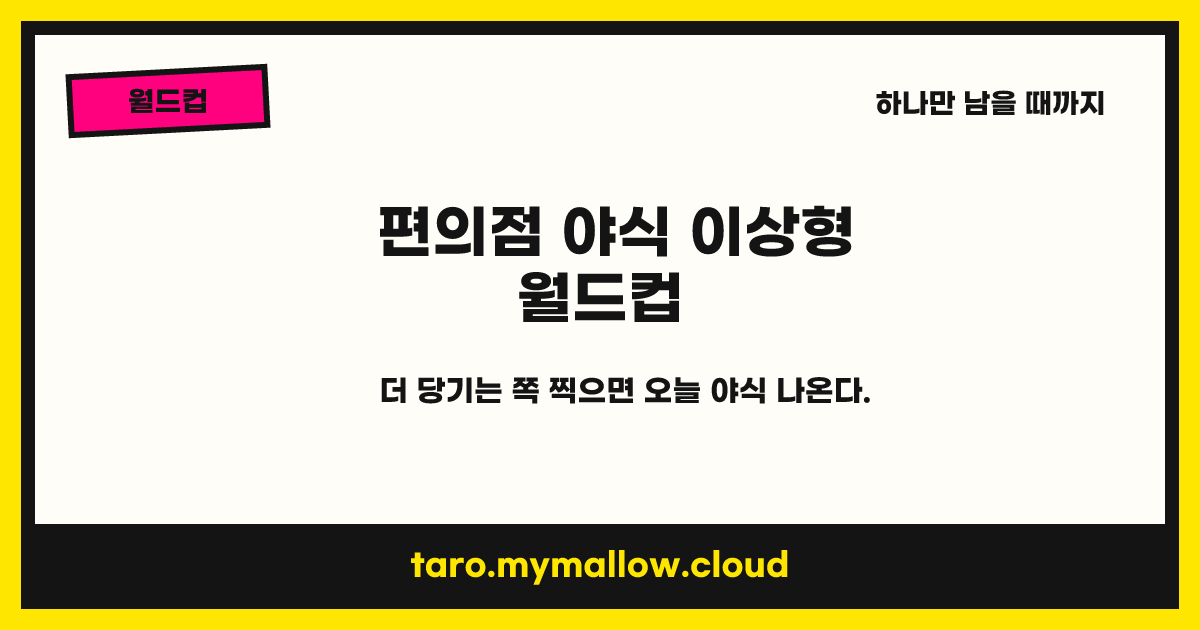 월드컵
하나만 남을 때까지
편의점 야식 이상형
월드컵
더 당기는 쪽 찍으면 오늘 야식 나온다.
taro.mymallow.cloud